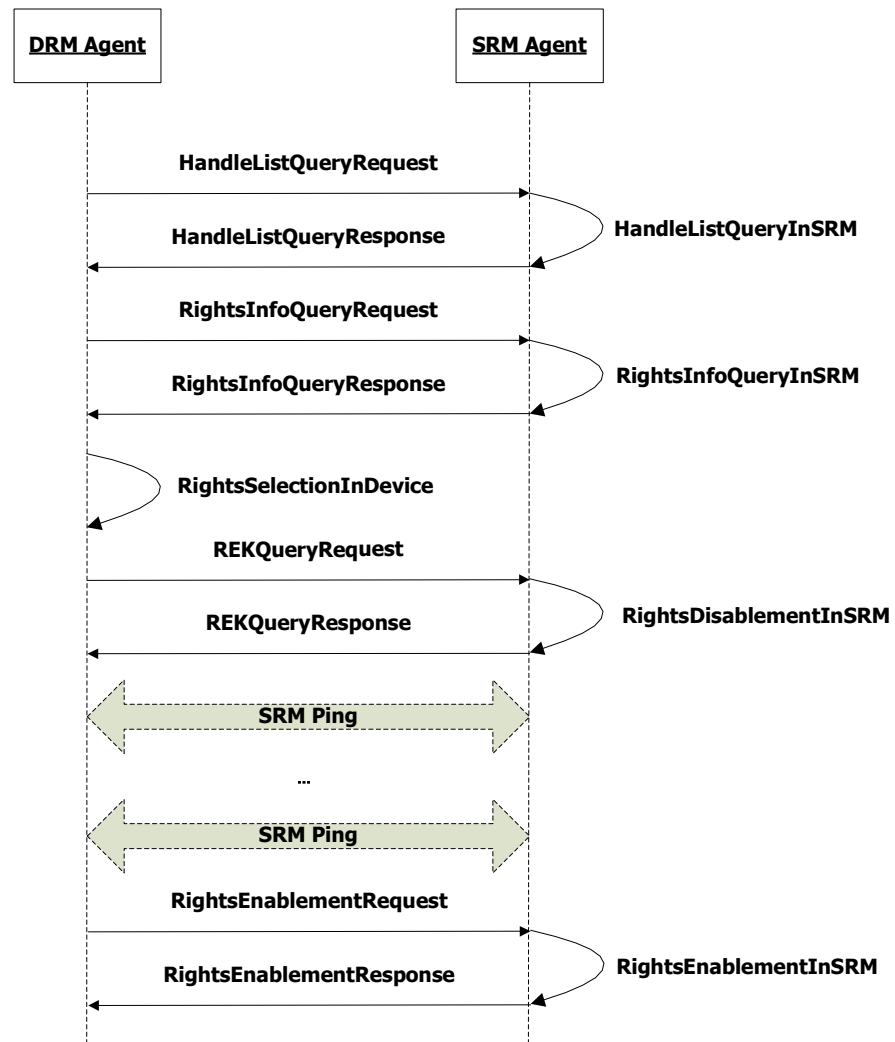 DRM Agent
SRM Agent
HandleListQueryRequest
HandleListQueryInSRM
HandleListQueryResponse
RightsInfoQueryRequest
RightsInfoQueryInSRM
RightsInfoQueryResponse
RightsSelectionInDevice
REKQueryRequest
RightsDisablementInSRM
REKQueryResponse
SRM Ping
...
SRM Ping
RightsEnablementRequest
RightsEnablementInSRM
RightsEnablementResponse